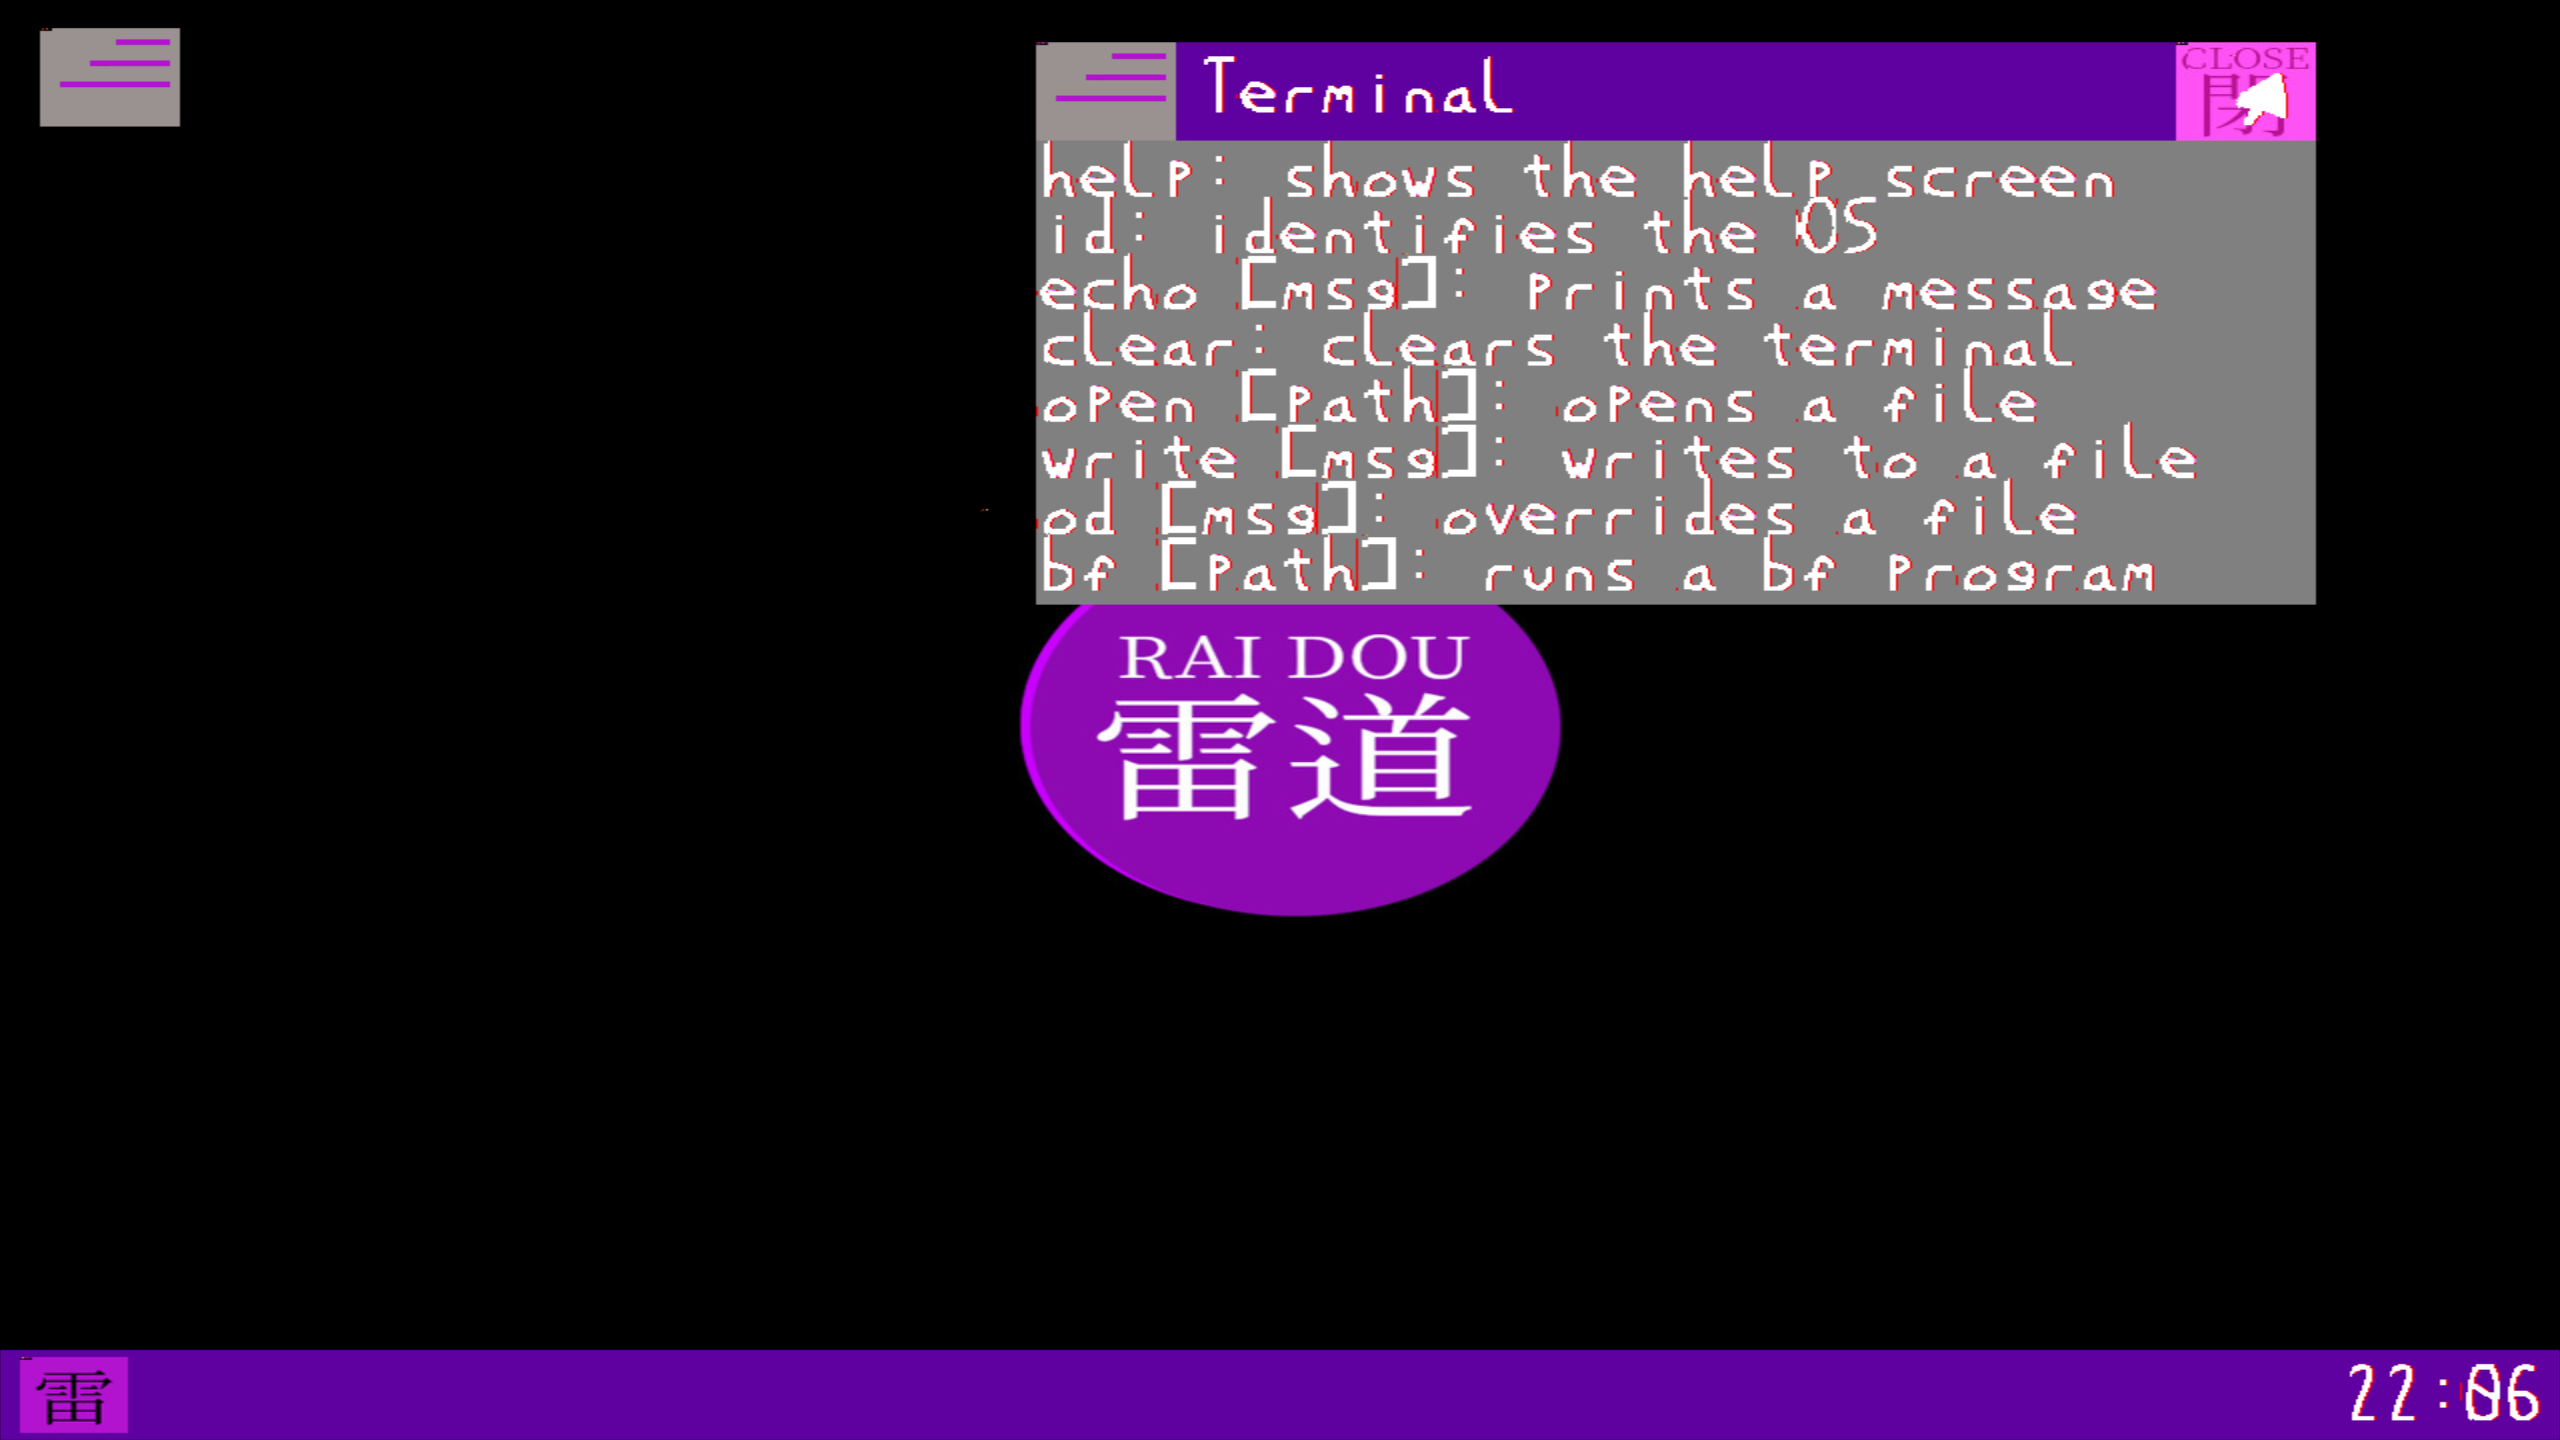 Terminal
CLOSE
閉
help: shows the help screen
id: identifies the OS
echo [msg]: prints a message
clear: clears the terminal
open [path]: opens a file
write [msg]: writes to a file
od [msg]: overrides a file
bf [path]: runs a bf program
RAI DOU
雷道
雷
22:06